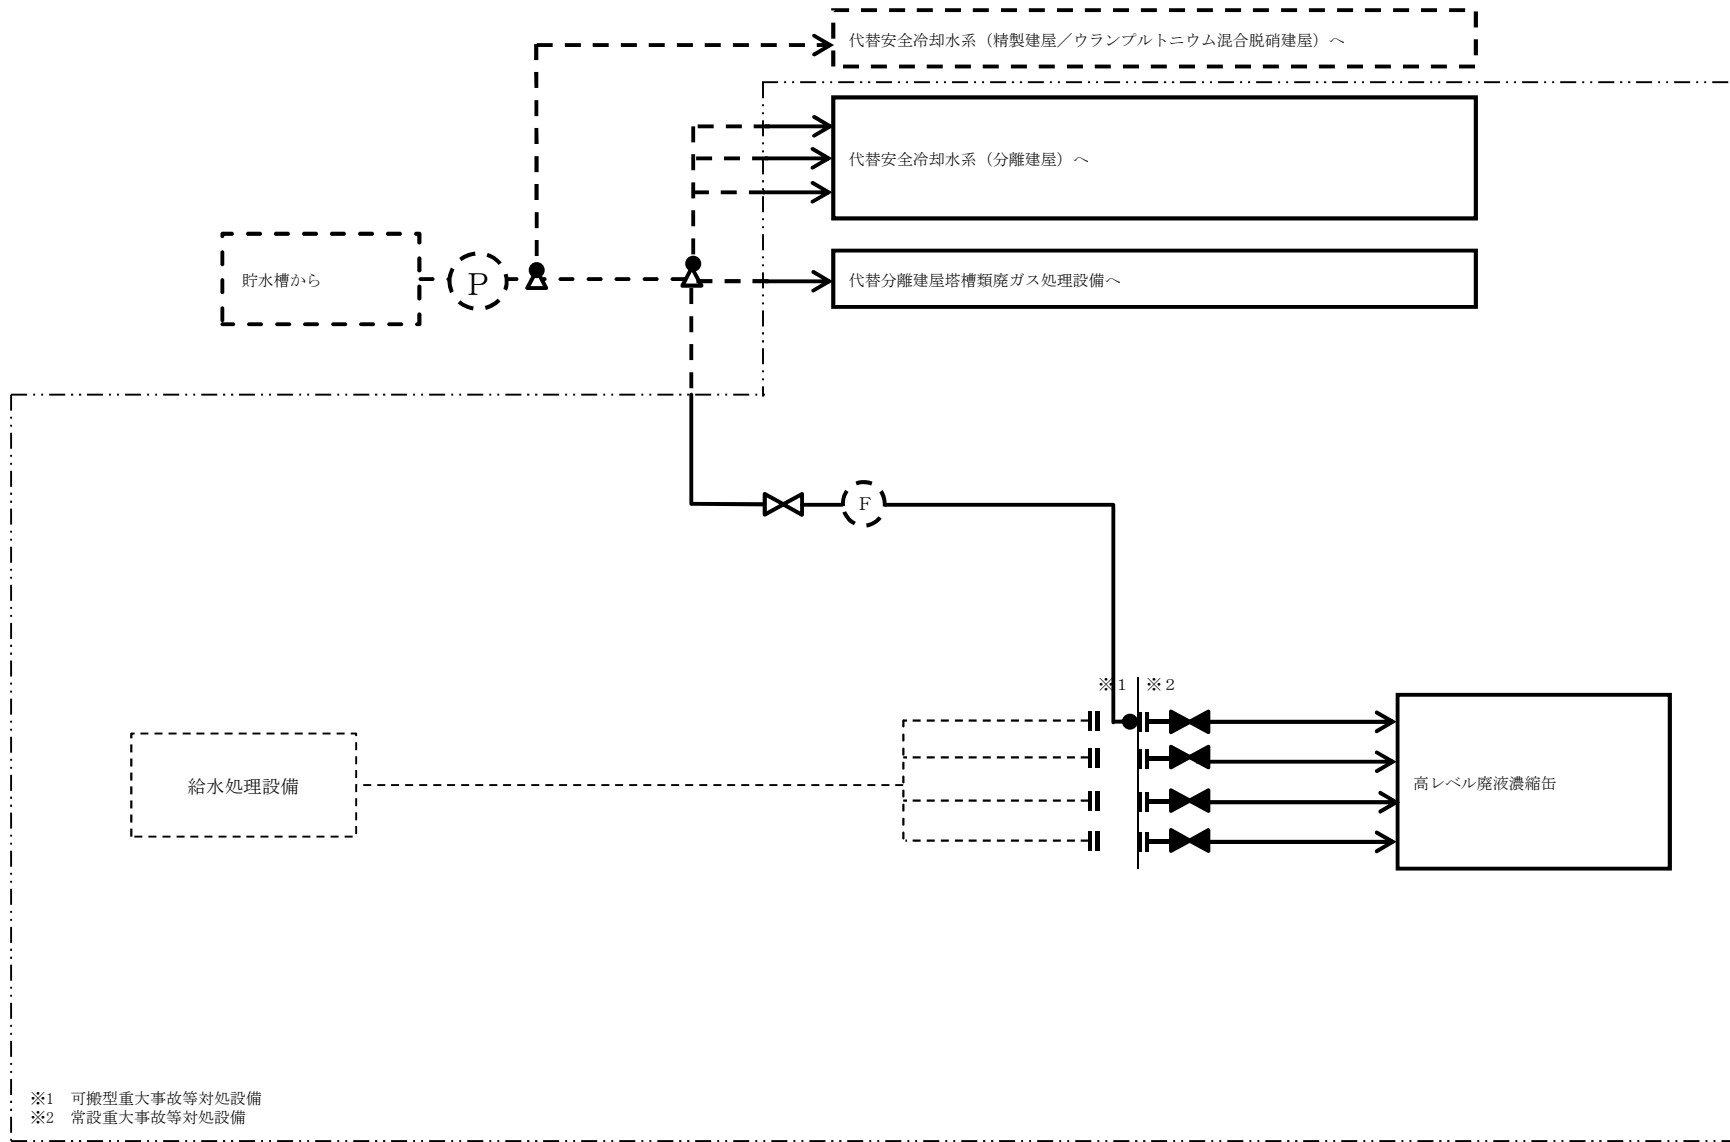 代替安全冷却水系（精製建屋／ウランプルトニウム混合脱硝建屋）へ
代替安全冷却水系（分離建屋）へ
貯水槽から
P
代替分離建屋塔槽類廃ガス処理設備へ
F
※1 ※2
給水処理設備
高レベル廃液濃縮缶
※1　可搬型重大事故等対処設備
※2　常設重大事故等対処設備